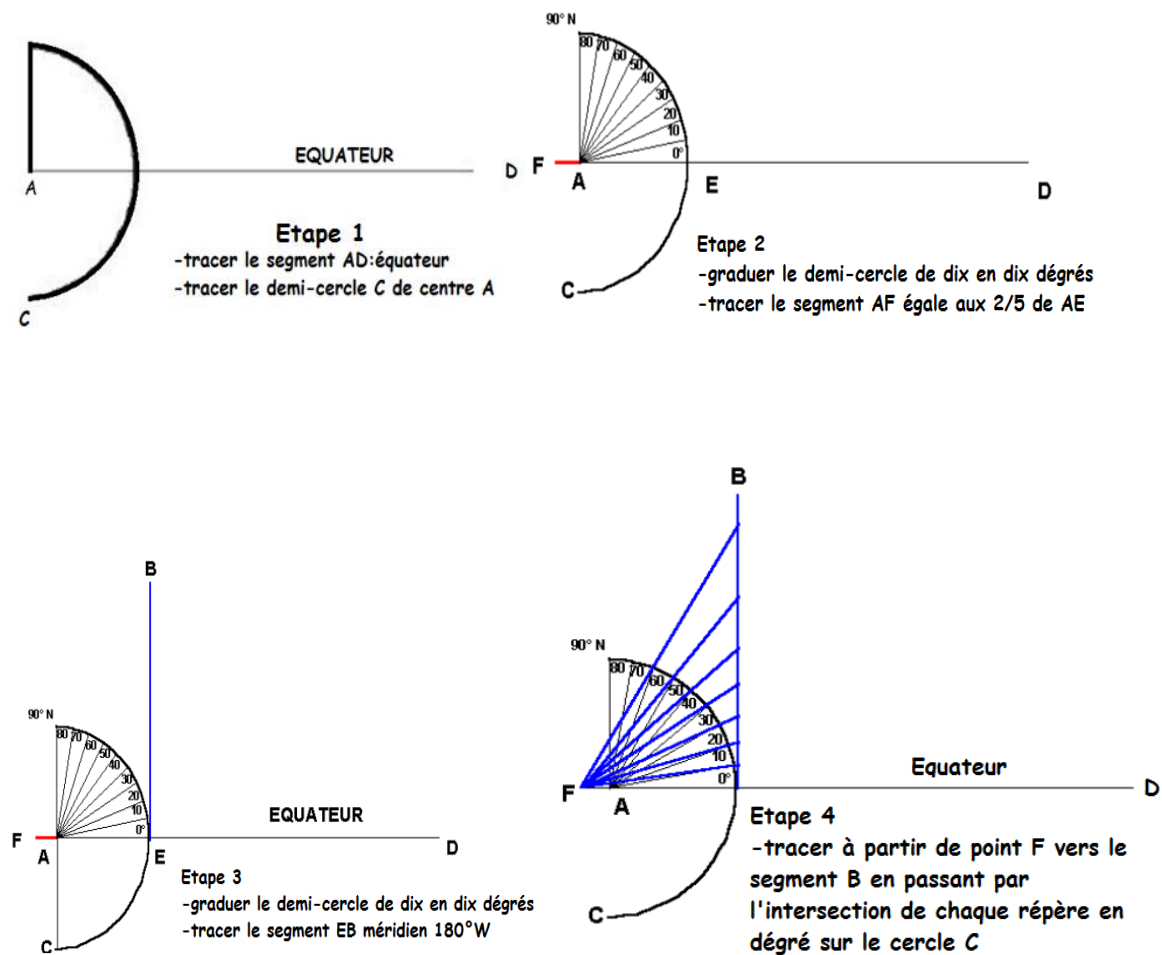 A
EQUATEUR
D
C
Etape 1
-tracer le segment AD:équateur
-tracer le demi-cercle C de centre A
90° N
80 70 60 50 40 30 20 10 0°
F
A
E
D
C
Etape 2
-graduer le demi-cercle de dix en dix dégrés
-tracer le segment AF égale aux 2/5 de AE
B
90° N
80 70 60 50 40 30 20 10 0°
EQUATEUR
F
A
E
D
C
Etape 3
-graduer le demi-cercle de dix en dix dégrés
-tracer le segment EB méridien 180°W
B
90° N
80 70 60 50 40 30 20 10 0°
Equateur
F
A
D
C
Etape 4
-tracer à partir de point F vers le
segment B en passant par
l'intersection de chaque répère en
dégré sur le cercle C